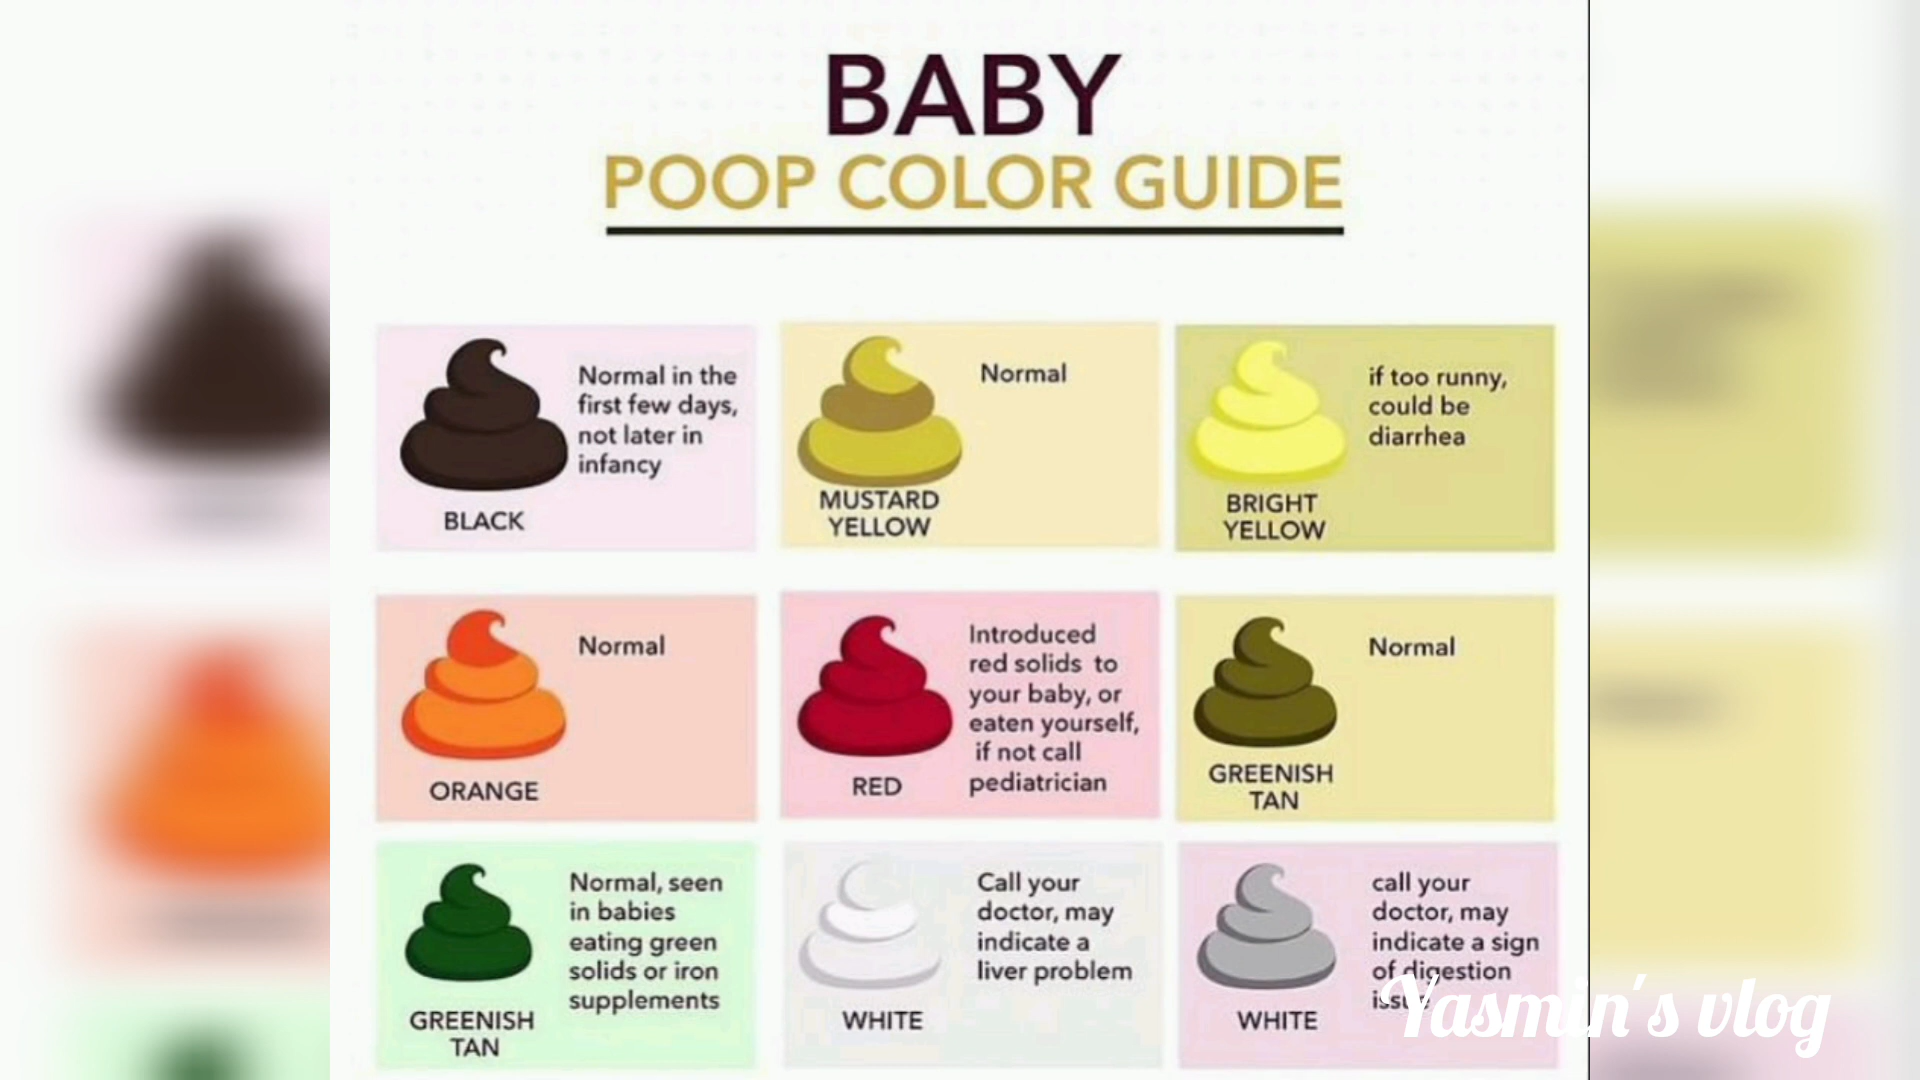 BABY
POOP COLOR GUIDE
Normal in the
first few days,
not later in
infancy
BLACK
Normal
MUSTARD
YELLOW
if too runny,
could be
diarrhea
BRIGHT
YELLOW
Normal
ORANGE
Introduced
red solids to
your baby, or
eaten yourself,
if not call
pediatrician
RED
Normal
GREENISH
TAN
Normal, seen
in babies
eating green
solids or iron
supplements
GREENISH
TAN
Call your
doctor, may
indicate a
liver problem
WHITE
call your
doctor, may
indicate a sign
of digestion
issue
WHITE
Yasmin's vlog